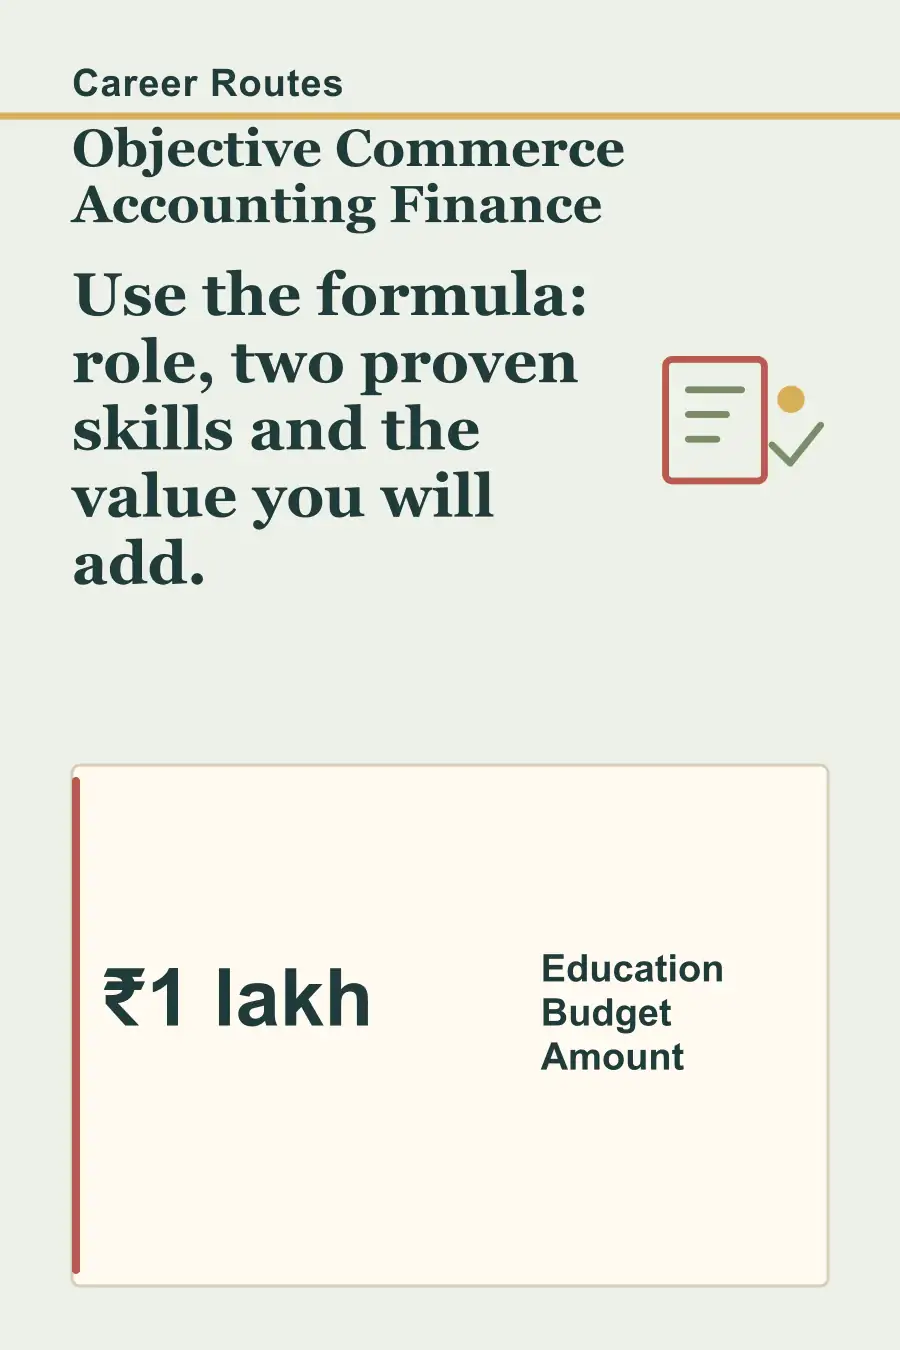 Career Routes
Objective Commerce
Accounting Finance
Use the formula:
role, two proven
skills and the
value you will
add.
₹1 lakh
Education
Budget
Amount